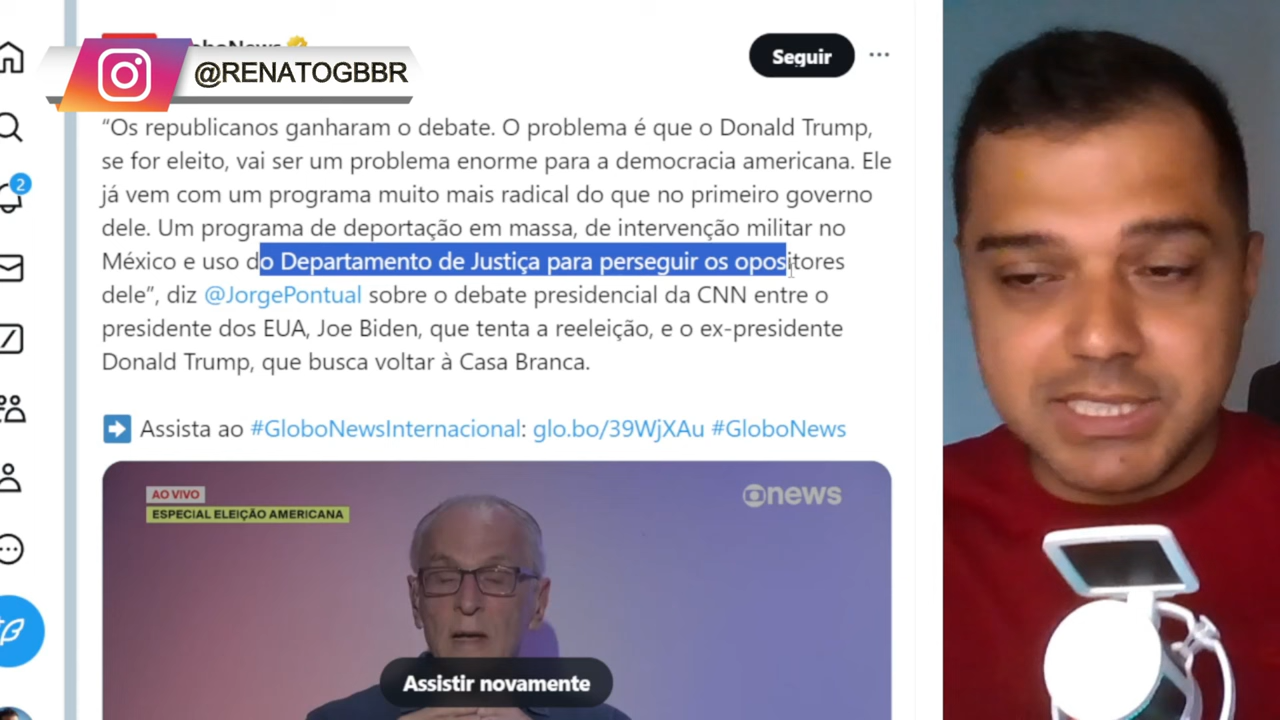 GloboNews
@RENATOGBBR
Seguir
2
“Os republicanos ganharam o debate. O problema é que o Donald Trump,
se for eleito, vai ser um problema enorme para a democracia americana. Ele
já vem com um programa muito mais radical do que no primeiro governo
dele. Um programa de deportação em massa, de intervenção militar no
México e uso do Departamento de Justiça para perseguir os opositores
dele”, diz @JorgePontual sobre o debate presidencial da CNN entre o
presidente dos EUA, Joe Biden, que tenta a reeleição, e o ex-presidente
Donald Trump, que busca voltar à Casa Branca.
Assista ao #GloboNewsInternacional: glo.bo/39WjXAu #GloboNews
AO VIVO
ESPECIAL ELEIÇÃO AMERICANA
news
Assistir novamente